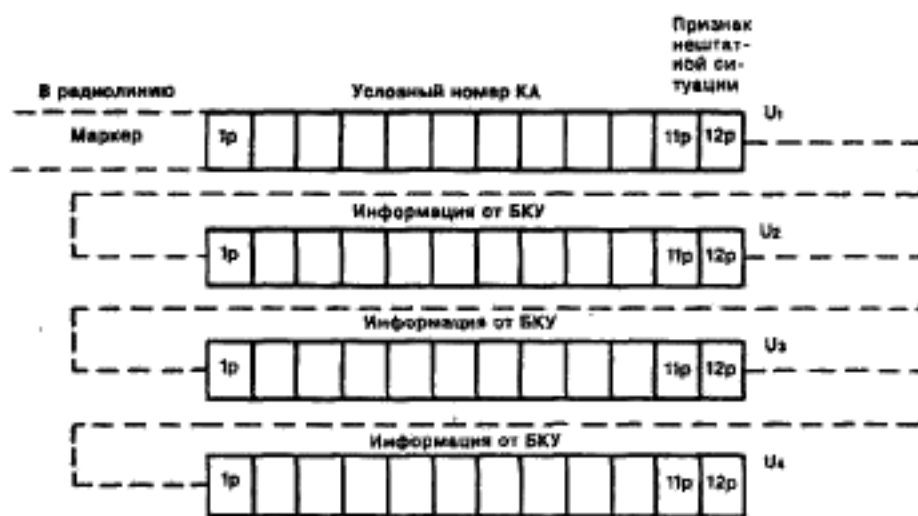 Признак
нештат-
ной си-
туации
В радиолинию
Условный номер КА
Маркер
1р 11р 12р U1
Информация от БКУ
1р 11р 12р U2
Информация от БКУ
1р 11р 12р U3
Информация от БКУ
1р 11р 12р U4